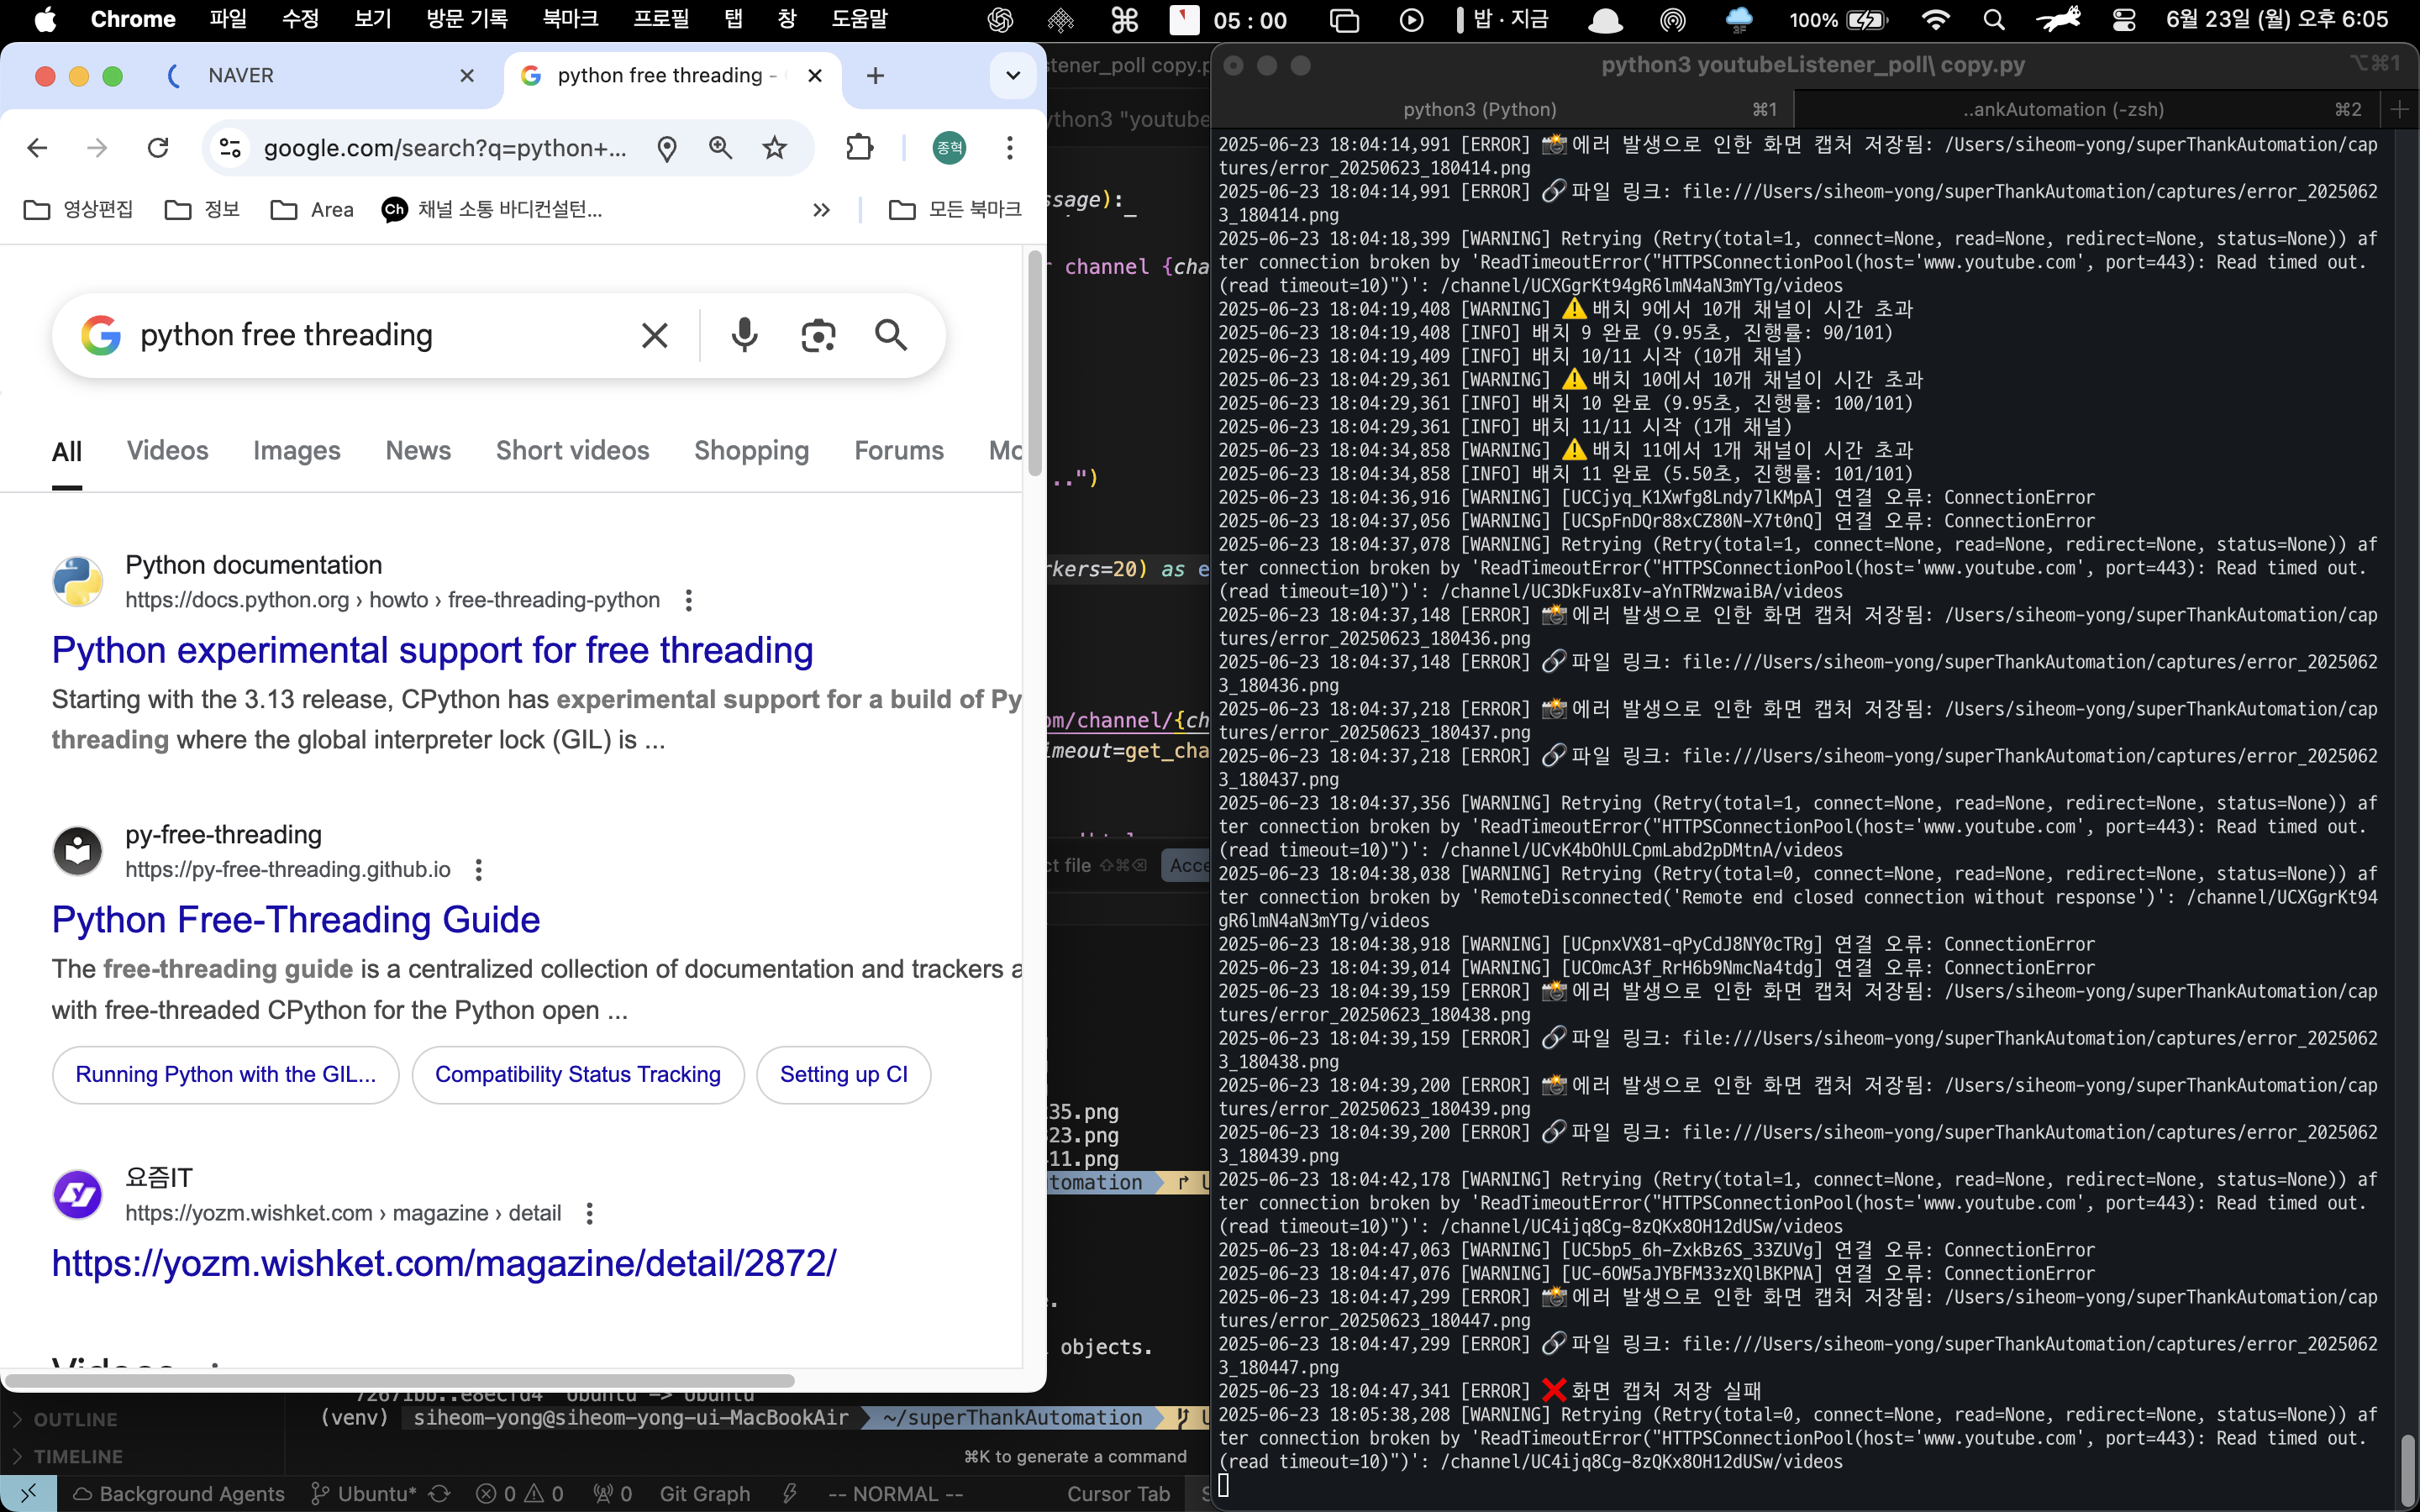 Chrome 파일 수정 보기 방문 기록 북마크 프로필 탭 창 도움말 05 : 00 밥 · 지금 100% 6월 23일 (월) 오후 6:05
NAVER
python free threading -
google.com/search?q=python+...
종혁
영상편집 정보 Area 채널 소통 바디컨설턴... 모든 북마크
python free threading
All Videos Images News Short videos Shopping Forums
Python documentation
https://docs.python.org › howto › free-threading-python
Python experimental support for free threading
Starting with the 3.13 release, CPython has experimental support for a build of Py
threading where the global interpreter lock (GIL) is ...
py-free-threading
https://py-free-threading.github.io
Python Free-Threading Guide
The free-threading guide is a centralized collection of documentation and trackers a
with free-threaded CPython for the Python open ...
Running Python with the GIL... Compatibility Status Tracking Setting up CI
요즘IT
https://yozm.wishket.com › magazine › detail
https://yozm.wishket.com/magazine/detail/2872/
stener_poll copy.p
ython3 "youtube
ssage):
r channel {cha
..")
rkers=20) as e
om/channel/{ch
imeout=get_cha
ct file ⇧⌘⌫ Acce
35.png
23.png
11.png
tomation
objects.
(venv) siheom-yong@siheom-yong-ui-MacBookAir ~/superThankAutomation
OUTLINE
TIMELINE
⌘K to generate a command
Background Agents Ubuntu* 0 0 0 Git Graph -- NORMAL -- Cursor Tab
python3 youtubeListener_poll\ copy.py ⌥⌘1
python3 (Python) ⌘1 ..ankAutomation (-zsh) ⌘2
2025-06-23 18:04:14,991 [ERROR] 📸 에러 발생으로 인한 화면 캡처 저장됨: /Users/siheom-yong/superThankAutomation/cap
tures/error_20250623_180414.png
2025-06-23 18:04:14,991 [ERROR] 🔗 파일 링크: file:///Users/siheom-yong/superThankAutomation/captures/error_2025062
3_180414.png
2025-06-23 18:04:18,399 [WARNING] Retrying (Retry(total=1, connect=None, read=None, redirect=None, status=None)) af
ter connection broken by 'ReadTimeoutError("HTTPSConnectionPool(host='www.youtube.com', port=443): Read timed out.
(read timeout=10)")': /channel/UCXGgrKt94gR6lmN4aN3mYTg/videos
2025-06-23 18:04:19,408 [WARNING] ⚠️ 배치 9에서 10개 채널이 시간 초과
2025-06-23 18:04:19,408 [INFO] 배치 9 완료 (9.95초, 진행률: 90/101)
2025-06-23 18:04:19,409 [INFO] 배치 10/11 시작 (10개 채널)
2025-06-23 18:04:29,361 [WARNING] ⚠️ 배치 10에서 10개 채널이 시간 초과
2025-06-23 18:04:29,361 [INFO] 배치 10 완료 (9.95초, 진행률: 100/101)
2025-06-23 18:04:29,361 [INFO] 배치 11/11 시작 (1개 채널)
2025-06-23 18:04:34,858 [WARNING] ⚠️ 배치 11에서 1개 채널이 시간 초과
2025-06-23 18:04:34,858 [INFO] 배치 11 완료 (5.50초, 진행률: 101/101)
2025-06-23 18:04:36,916 [WARNING] [UCCjyq_K1Xwfg8Lndy7lKMpA] 연결 오류: ConnectionError
2025-06-23 18:04:37,056 [WARNING] [UCSpFnDQr88xCZ80N-X7t0nQ] 연결 오류: ConnectionError
2025-06-23 18:04:37,078 [WARNING] Retrying (Retry(total=1, connect=None, read=None, redirect=None, status=None)) af
ter connection broken by 'ReadTimeoutError("HTTPSConnectionPool(host='www.youtube.com', port=443): Read timed out.
(read timeout=10)")': /channel/UC3DkFux8Iv-aYnTRWzwaiBA/videos
2025-06-23 18:04:37,148 [ERROR] 📸 에러 발생으로 인한 화면 캡처 저장됨: /Users/siheom-yong/superThankAutomation/cap
tures/error_20250623_180436.png
2025-06-23 18:04:37,148 [ERROR] 🔗 파일 링크: file:///Users/siheom-yong/superThankAutomation/captures/error_2025062
3_180436.png
2025-06-23 18:04:37,218 [ERROR] 📸 에러 발생으로 인한 화면 캡처 저장됨: /Users/siheom-yong/superThankAutomation/cap
tures/error_20250623_180437.png
2025-06-23 18:04:37,218 [ERROR] 🔗 파일 링크: file:///Users/siheom-yong/superThankAutomation/captures/error_2025062
3_180437.png
2025-06-23 18:04:37,356 [WARNING] Retrying (Retry(total=1, connect=None, read=None, redirect=None, status=None)) af
ter connection broken by 'ReadTimeoutError("HTTPSConnectionPool(host='www.youtube.com', port=443): Read timed out.
(read timeout=10)")': /channel/UCvK4bOhULCpmLabd2pDMtnA/videos
2025-06-23 18:04:38,038 [WARNING] Retrying (Retry(total=0, connect=None, read=None, redirect=None, status=None)) af
ter connection broken by 'RemoteDisconnected('Remote end closed connection without response')': /channel/UCXGgrKt94
gR6lmN4aN3mYTg/videos
2025-06-23 18:04:38,918 [WARNING] [UCpnxVX81-qPyCdJ8NY0cTRg] 연결 오류: ConnectionError
2025-06-23 18:04:39,014 [WARNING] [UCOmcA3f_RrH6b9NmcNa4tdg] 연결 오류: ConnectionError
2025-06-23 18:04:39,159 [ERROR] 📸 에러 발생으로 인한 화면 캡처 저장됨: /Users/siheom-yong/superThankAutomation/cap
tures/error_20250623_180438.png
2025-06-23 18:04:39,159 [ERROR] 🔗 파일 링크: file:///Users/siheom-yong/superThankAutomation/captures/error_2025062
3_180438.png
2025-06-23 18:04:39,200 [ERROR] 📸 에러 발생으로 인한 화면 캡처 저장됨: /Users/siheom-yong/superThankAutomation/cap
tures/error_20250623_180439.png
2025-06-23 18:04:39,200 [ERROR] 🔗 파일 링크: file:///Users/siheom-yong/superThankAutomation/captures/error_2025062
3_180439.png
2025-06-23 18:04:42,178 [WARNING] Retrying (Retry(total=1, connect=None, read=None, redirect=None, status=None)) af
ter connection broken by 'ReadTimeoutError("HTTPSConnectionPool(host='www.youtube.com', port=443): Read timed out.
(read timeout=10)")': /channel/UC4ijq8Cg-8zQKx8OH12dUSw/videos
2025-06-23 18:04:47,063 [WARNING] [UC5bp5_6h-ZxkBz6S_33ZUVg] 연결 오류: ConnectionError
2025-06-23 18:04:47,076 [WARNING] [UC-6OW5aJYBFM33zXQlBKPNA] 연결 오류: ConnectionError
2025-06-23 18:04:47,299 [ERROR] 📸 에러 발생으로 인한 화면 캡처 저장됨: /Users/siheom-yong/superThankAutomation/cap
tures/error_20250623_180447.png
2025-06-23 18:04:47,299 [ERROR] 🔗 파일 링크: file:///Users/siheom-yong/superThankAutomation/captures/error_2025062
3_180447.png
2025-06-23 18:04:47,341 [ERROR] ❌ 화면 캡처 저장 실패
2025-06-23 18:05:38,208 [WARNING] Retrying (Retry(total=0, connect=None, read=None, redirect=None, status=None)) af
ter connection broken by 'ReadTimeoutError("HTTPSConnectionPool(host='www.youtube.com', port=443): Read timed out.
(read timeout=10)")': /channel/UC4ijq8Cg-8zQKx8OH12dUSw/videos